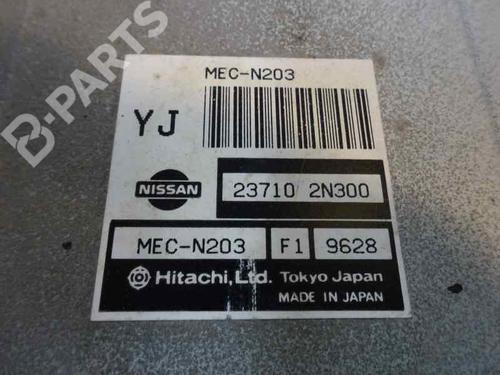 B-PARTS
MEC-N203
YJ
NISSAN
23710 2N300
MEC-N203 F1 9628
Hitachi, Ltd. Tokyo Japan
MADE IN JAPAN